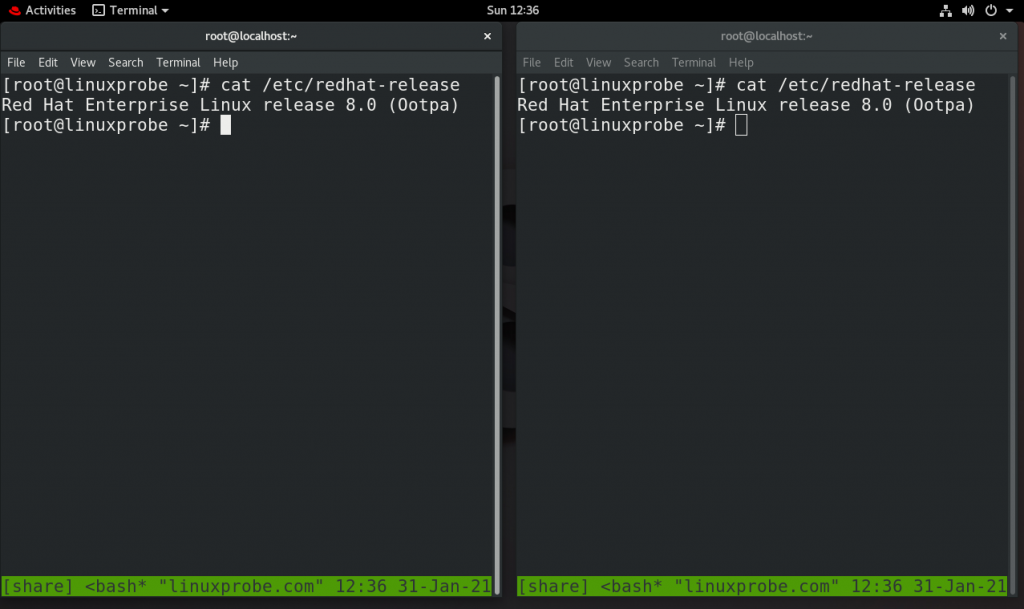 Activities Terminal Sun 12:36
root@localhost:~ ×
File Edit View Search Terminal Help
[root@linuxprobe ~]# cat /etc/redhat-release
Red Hat Enterprise Linux release 8.0 (Ootpa)
[root@linuxprobe ~]#
[share] <bash* "linuxprobe.com" 12:36 31-Jan-21
root@localhost:~ ×
File Edit View Search Terminal Help
[root@linuxprobe ~]# cat /etc/redhat-release
Red Hat Enterprise Linux release 8.0 (Ootpa)
[root@linuxprobe ~]#
[share] <bash* "linuxprobe.com" 12:36 31-Jan-21